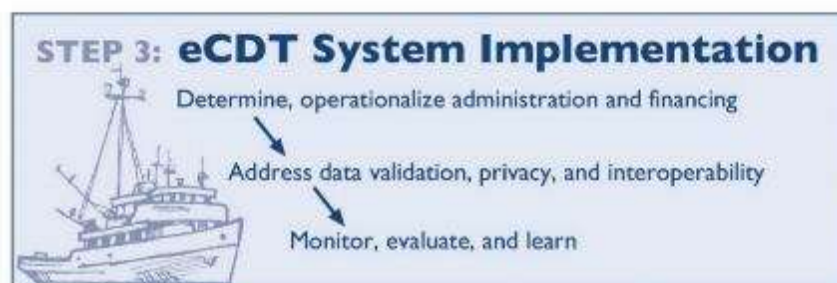 STEP 3: eCDT System Implementation
Determine, operationalize administration and financing
Address data validation, privacy, and interoperability
Monitor, evaluate, and learn